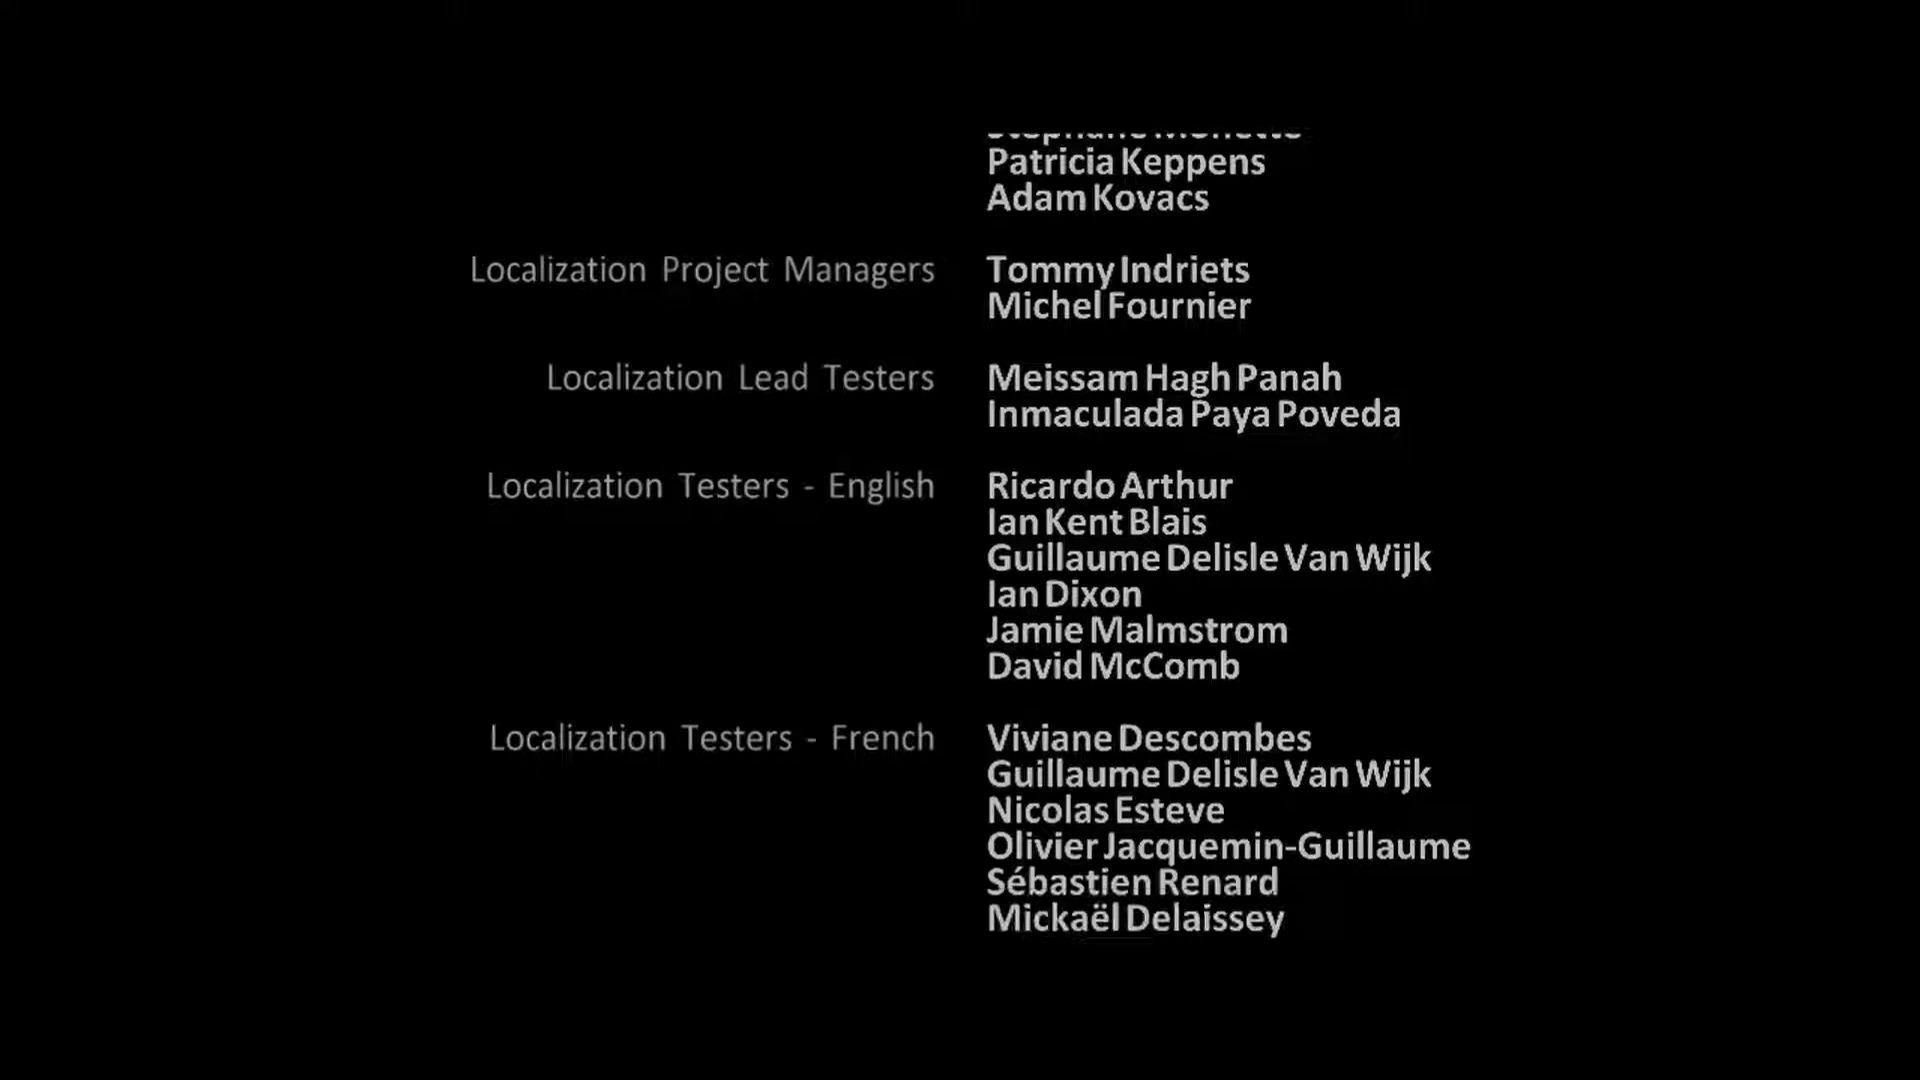 Patricia Keppens
Adam Kovacs
Localization Project Managers Tommy Indriets
Michel Fournier
Localization Lead Testers Meissam Hagh Panah
Inmaculada Paya Poveda
Localization Testers - English Ricardo Arthur
Ian Kent Blais
Guillaume Delisle Van Wijk
Ian Dixon
Jamie Malmstrom
David McComb
Localization Testers - French Viviane Descombes
Guillaume Delisle Van Wijk
Nicolas Esteve
Olivier Jacquemin-Guillaume
Sébastien Renard
Mickaël Delaissey